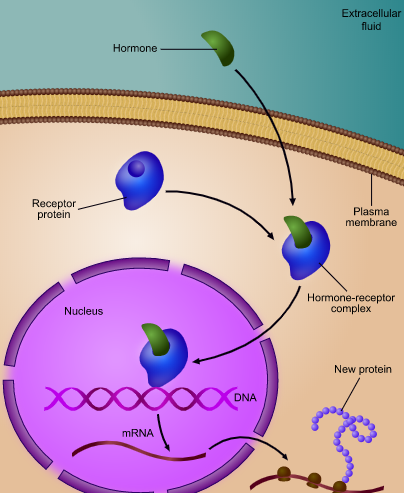 Extracellular
fluid
Hormone
Receptor
protein
Plasma
membrane
Hormone-receptor
complex
Nucleus
New protein
DNA
mRNA